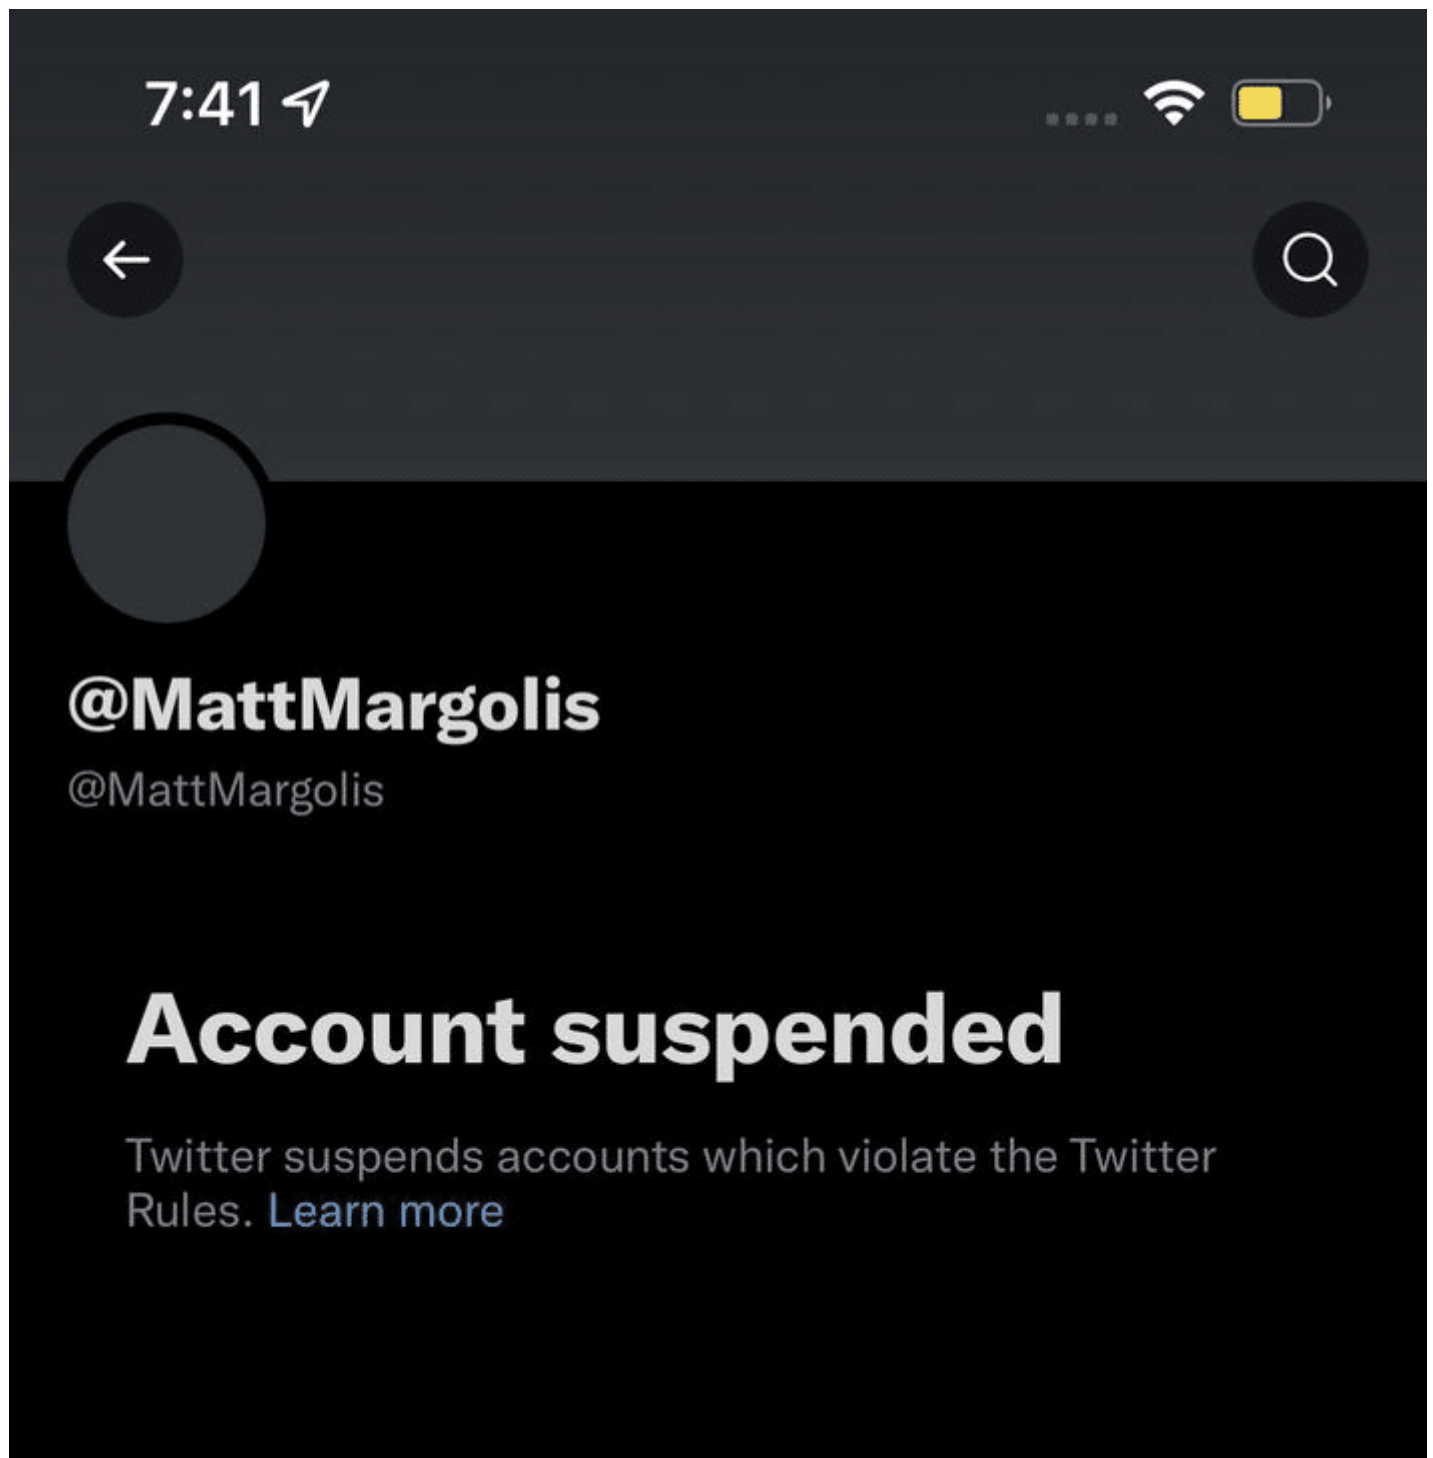 7:41
@MattMargolis
@MattMargolis
Account suspended
Twitter suspends accounts which violate the Twitter
Rules. Learn more